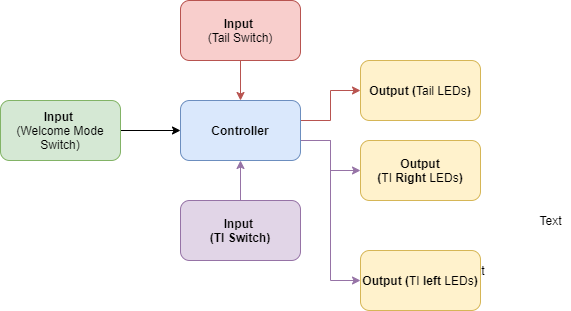 Input
(Tail Switch)
Input
(Welcome Mode
Switch)
Controller
Output (Tail LEDs)
Output
(TI Right LEDs)
Input
(TI Switch)
Text
Output (TI left LEDs)
t